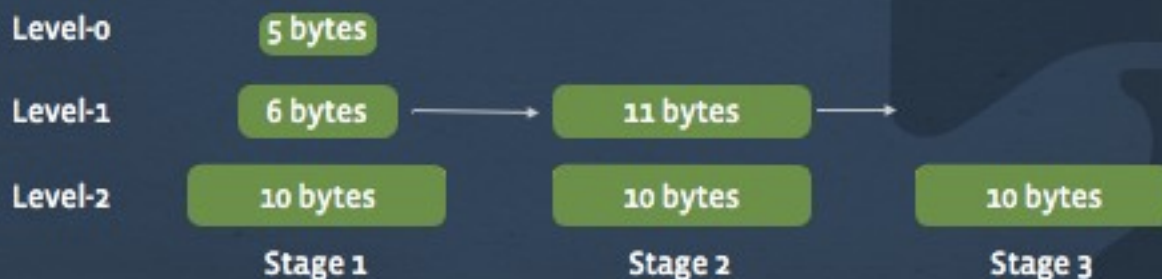 Level-0 5 bytes
Level-1 6 bytes 11 bytes
Level-2 10 bytes 10 bytes 10 bytes
Stage 1 Stage 2 Stage 3